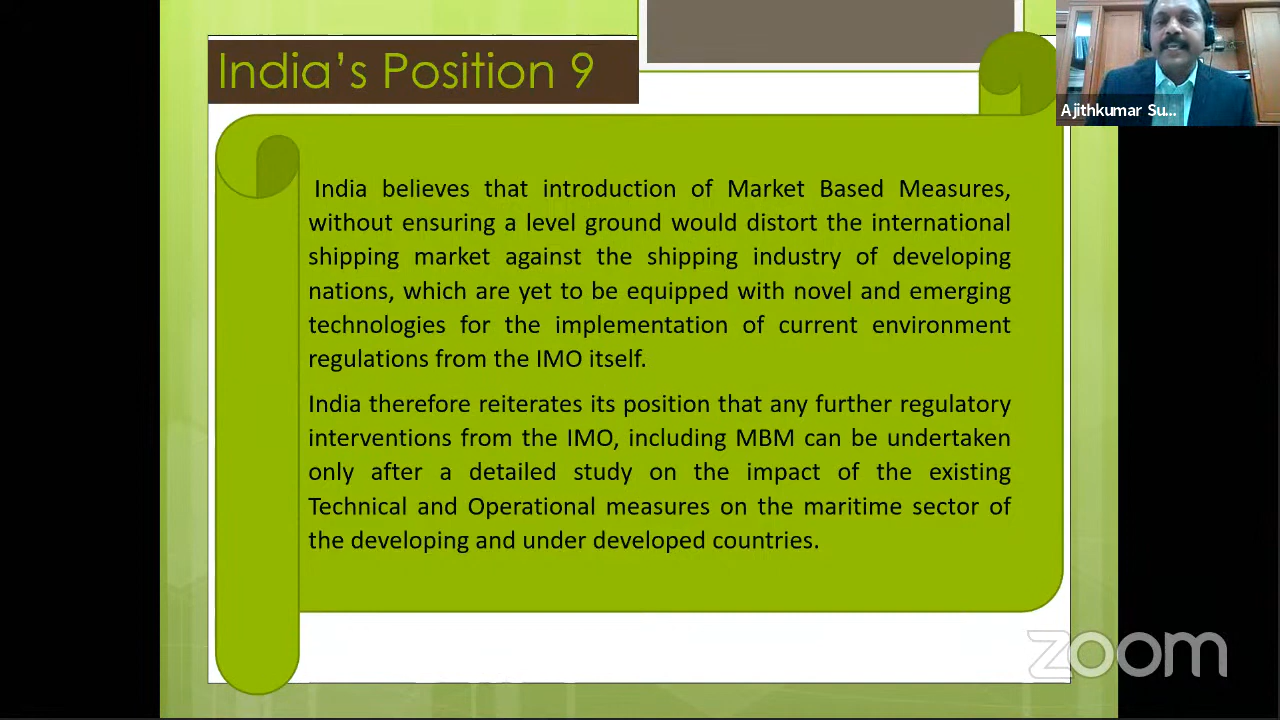 India's Position 9
Ajithkumar Su...
India believes that introduction of Market Based Measures,
without ensuring a level ground would distort the international
shipping market against the shipping industry of developing
nations, which are yet to be equipped with novel and emerging
technologies for the implementation of current environment
regulations from the IMO itself.
India therefore reiterates its position that any further regulatory
interventions from the IMO, including MBM can be undertaken
only after a detailed study on the impact of the existing
Technical and Operational measures on the maritime sector of
the developing and under developed countries.
zoom